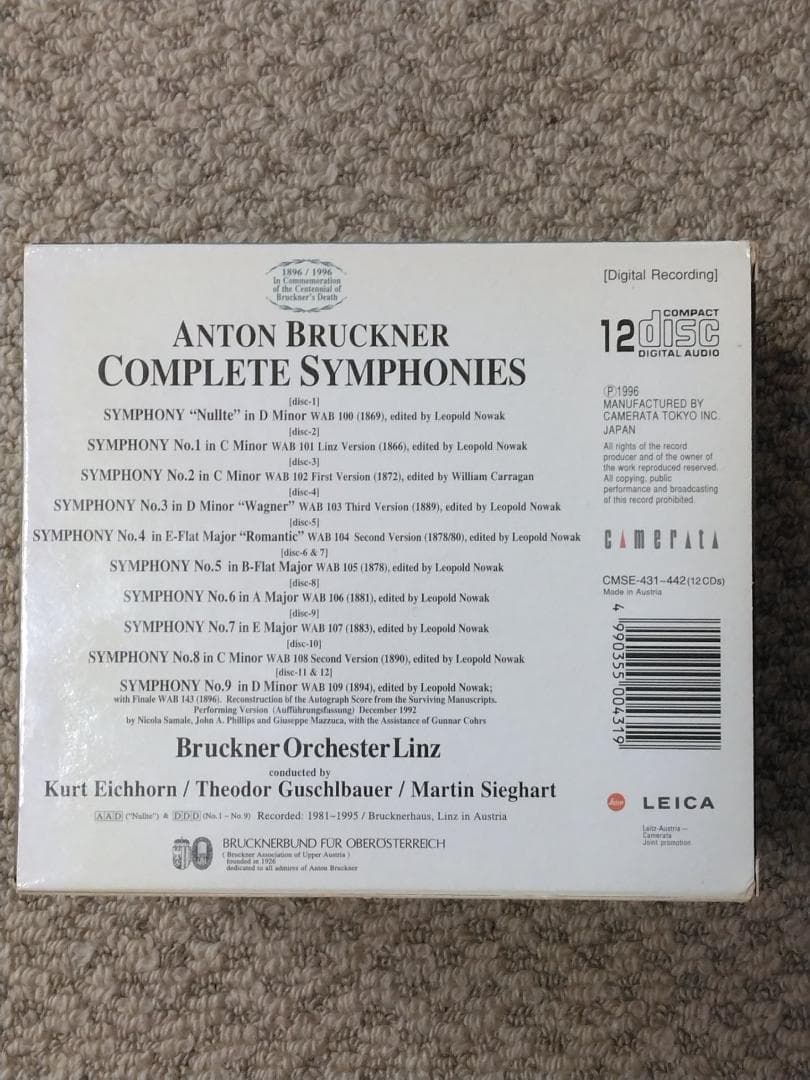 1896 / 1996
In Commemoration
of the Centennial of
Bruckner's Death
ANTON BRUCKNER
COMPLETE SYMPHONIES
[disc-1]
SYMPHONY "Nullte" in D Minor WAB 100 (1869), edited by Leopold Nowak
[disc-2]
SYMPHONY No.1 in C Minor WAB 101 Linz Version (1866), edited by Leopold Nowak
[disc-3]
SYMPHONY No.2 in C Minor WAB 102 First Version (1872), edited by William Carragan
[disc-4]
SYMPHONY No.3 in D Minor "Wagner" WAB 103 Third Version (1889), edited by Leopold Nowak
[disc-5]
SYMPHONY No.4 in E-Flat Major "Romantic" WAB 104 Second Version (1878/80), edited by Leopold Nowak
[disc-6 & 7]
SYMPHONY No.5 in B-Flat Major WAB 105 (1878), edited by Leopold Nowak
[disc-8]
SYMPHONY No.6 in A Major WAB 106 (1881), edited by Leopold Nowak
[disc-9]
SYMPHONY No.7 in E Major WAB 107 (1883), edited by Leopold Nowak
[disc-10]
SYMPHONY No.8 in C Minor WAB 108 Second Version (1890), edited by Leopold Nowak
[disc-11 & 12]
SYMPHONY No.9 in D Minor WAB 109 (1894), edited by Leopold Nowak;
with Finale WAB 143 (1896). Reconstruction of the Autograph Score from the Surviving Manuscripts.
Performing Version (Aufführungsfassung) December 1992
by Nicola Samale, John A. Phillips and Giuseppe Mazzuca, with the Assistance of Gunnar Cohrs
Bruckner Orchester Linz
conducted by
Kurt Eichhorn / Theodor Guschlbauer / Martin Sieghart
AAD ("Nullte") & DDD (No.1 - No.9) Recorded: 1981-1995 / Brucknerhaus, Linz in Austria
BRUCKNERBUND FÜR OBERÖSTERREICH
( Bruckner Association of Upper Austria )
founded in 1926
dedicated to all admires of Anton Bruckner
[Digital Recording]
12 COMPACT
disc
DIGITAL AUDIO
Ⓟ1996
MANUFACTURED BY
CAMERATA TOKYO INC.
JAPAN
All rights of the record
producer and of the owner of
the work reproduced reserved.
All copying, public
performance and broadcasting
of this record prohibited.
camerata
CMSE-431-442 (12 CDs)
Made in Austria
4 990355 004319
Leica
LEICA
Leitz-Austria-
Camerata
Joint promotion